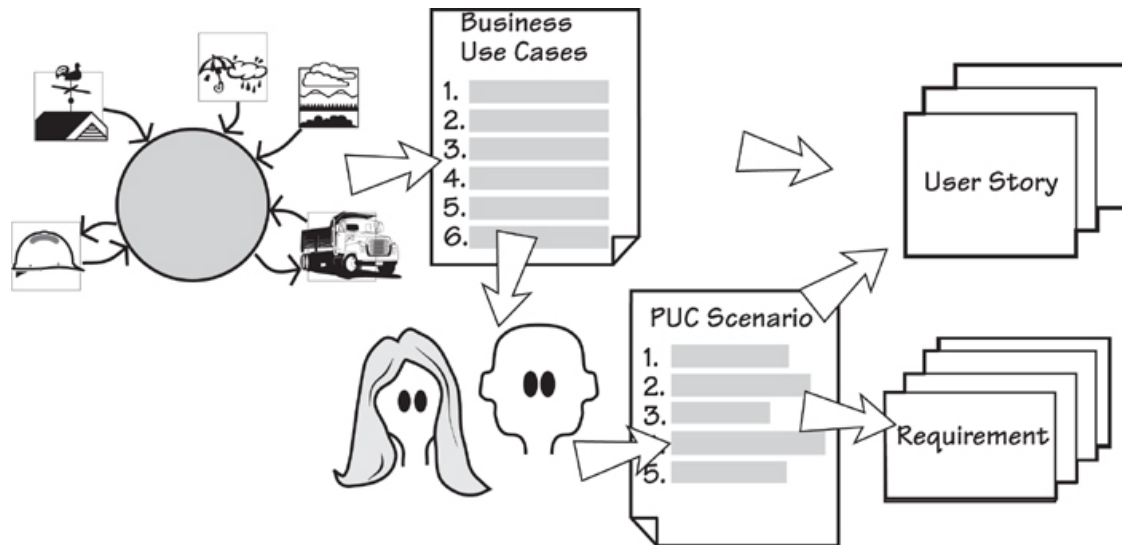 Business
Use Cases
1.
2.
3.
4.
5.
6.
User Story
PUC Scenario
1.
2.
3.
5.
Requirement